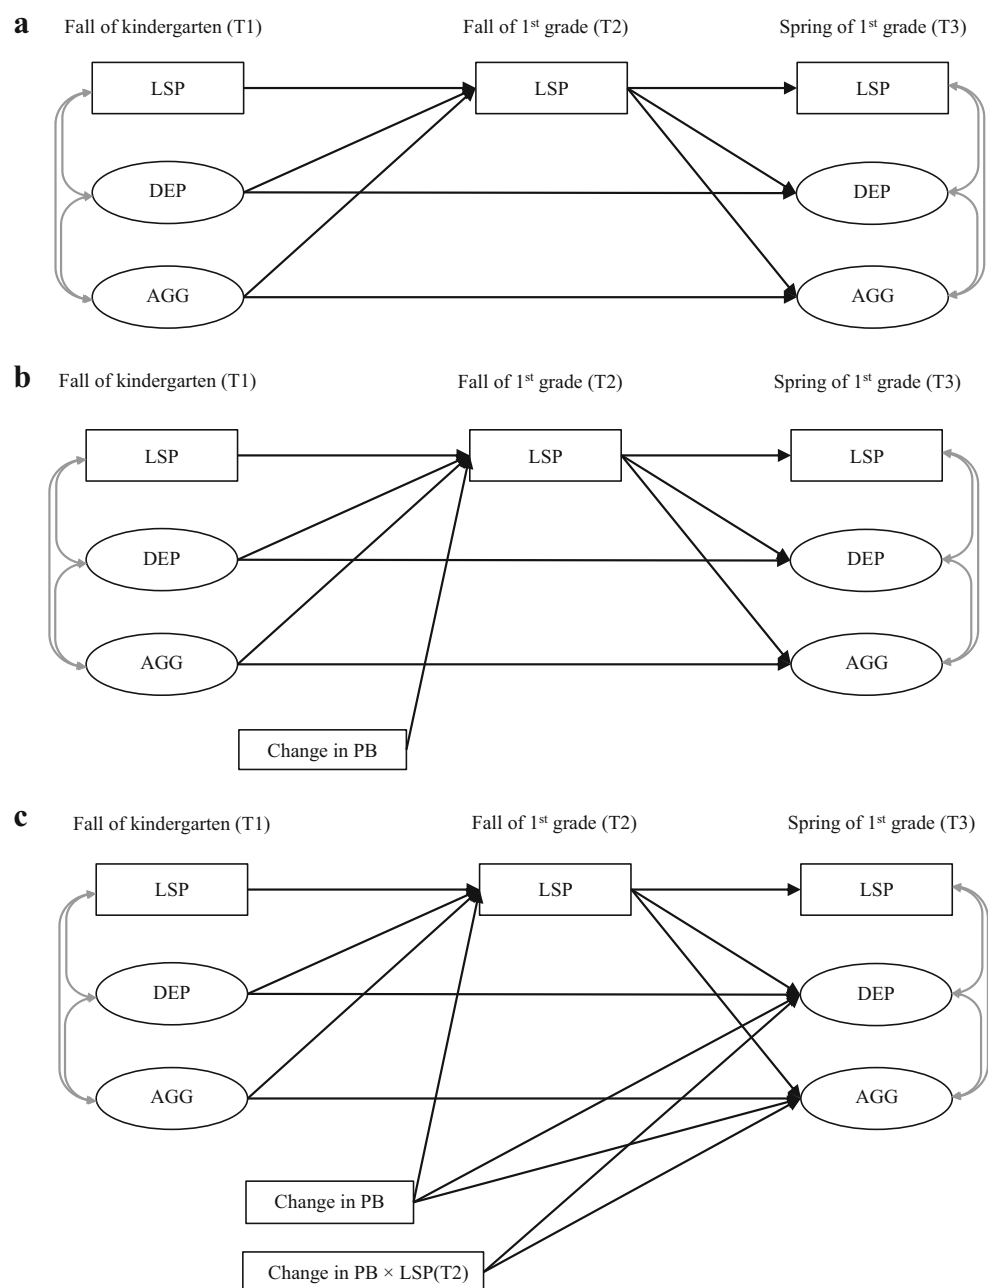 a Fall of kindergarten (T1) Fall of 1st grade (T2) Spring of 1st grade (T3)
LSP LSP LSP
DEP DEP
AGG AGG
b Fall of kindergarten (T1) Fall of 1st grade (T2) Spring of 1st grade (T3)
LSP LSP LSP
DEP DEP
AGG AGG
Change in PB
c Fall of kindergarten (T1) Fall of 1st grade (T2) Spring of 1st grade (T3)
LSP LSP LSP
DEP DEP
AGG AGG
Change in PB
Change in PB × LSP(T2)